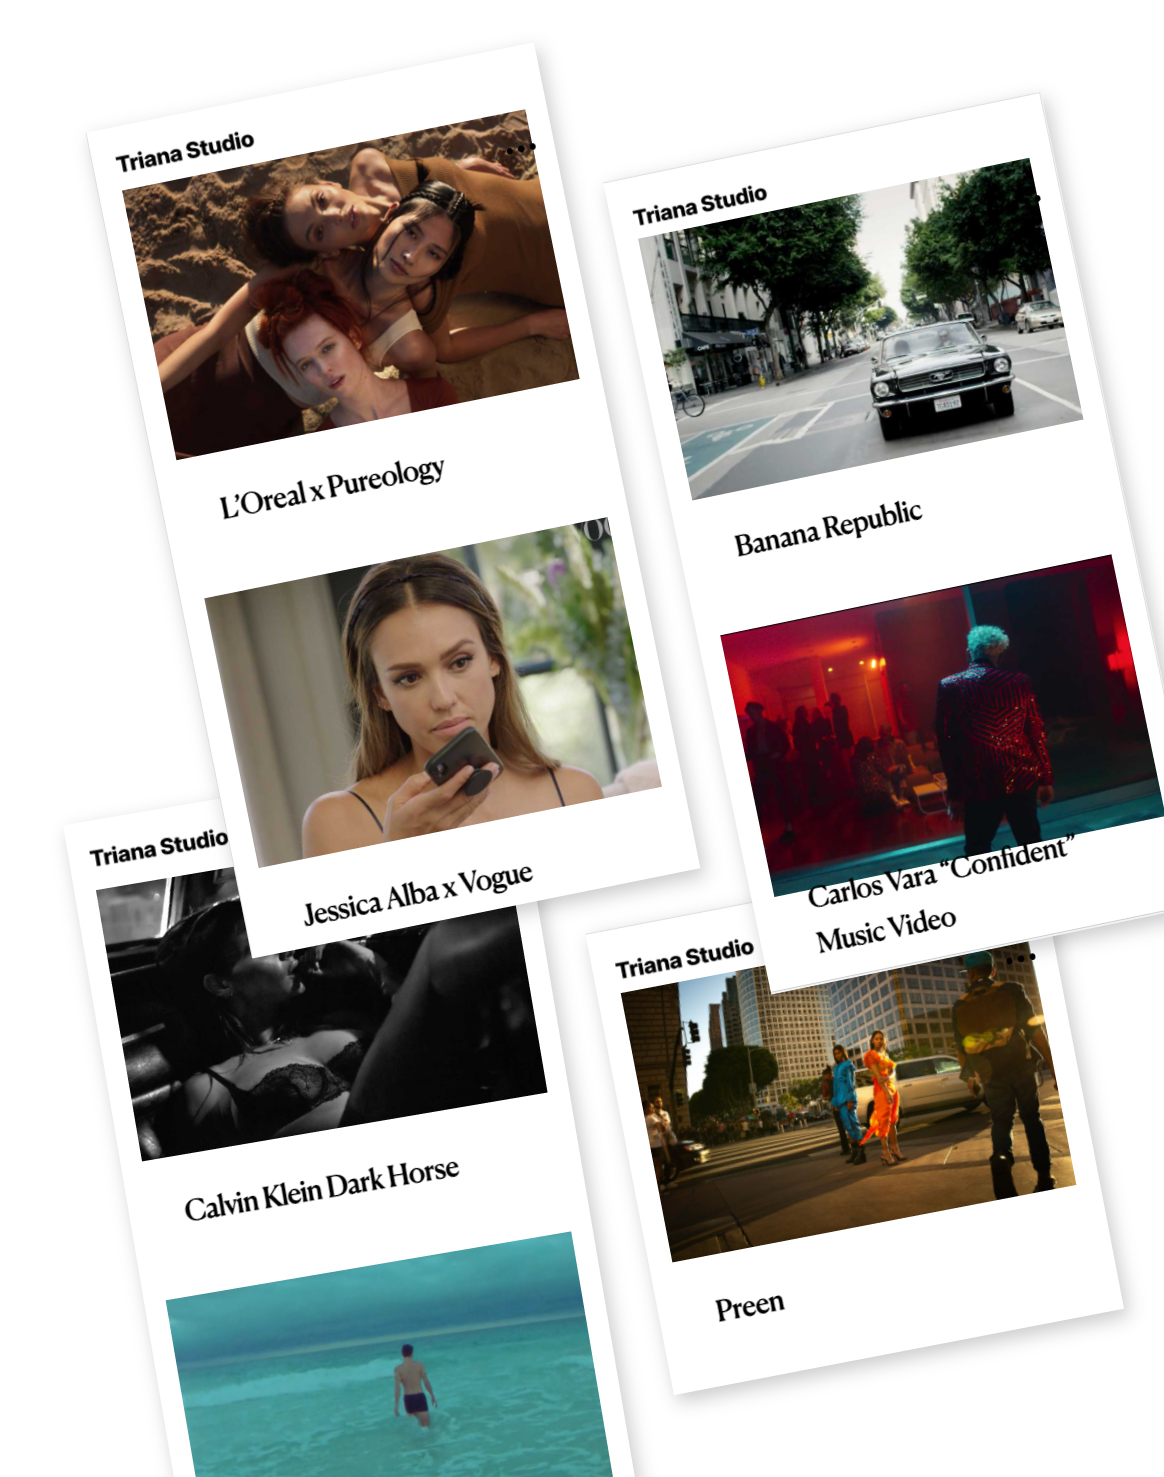 Triana Studio
L’Oreal x Pureology
Jessica Alba x Vogue
Triana Studio
Banana Republic
Carlos Vara “Confident”
Music Video
Triana Studio
Calvin Klein Dark Horse
Triana Studio
Preen